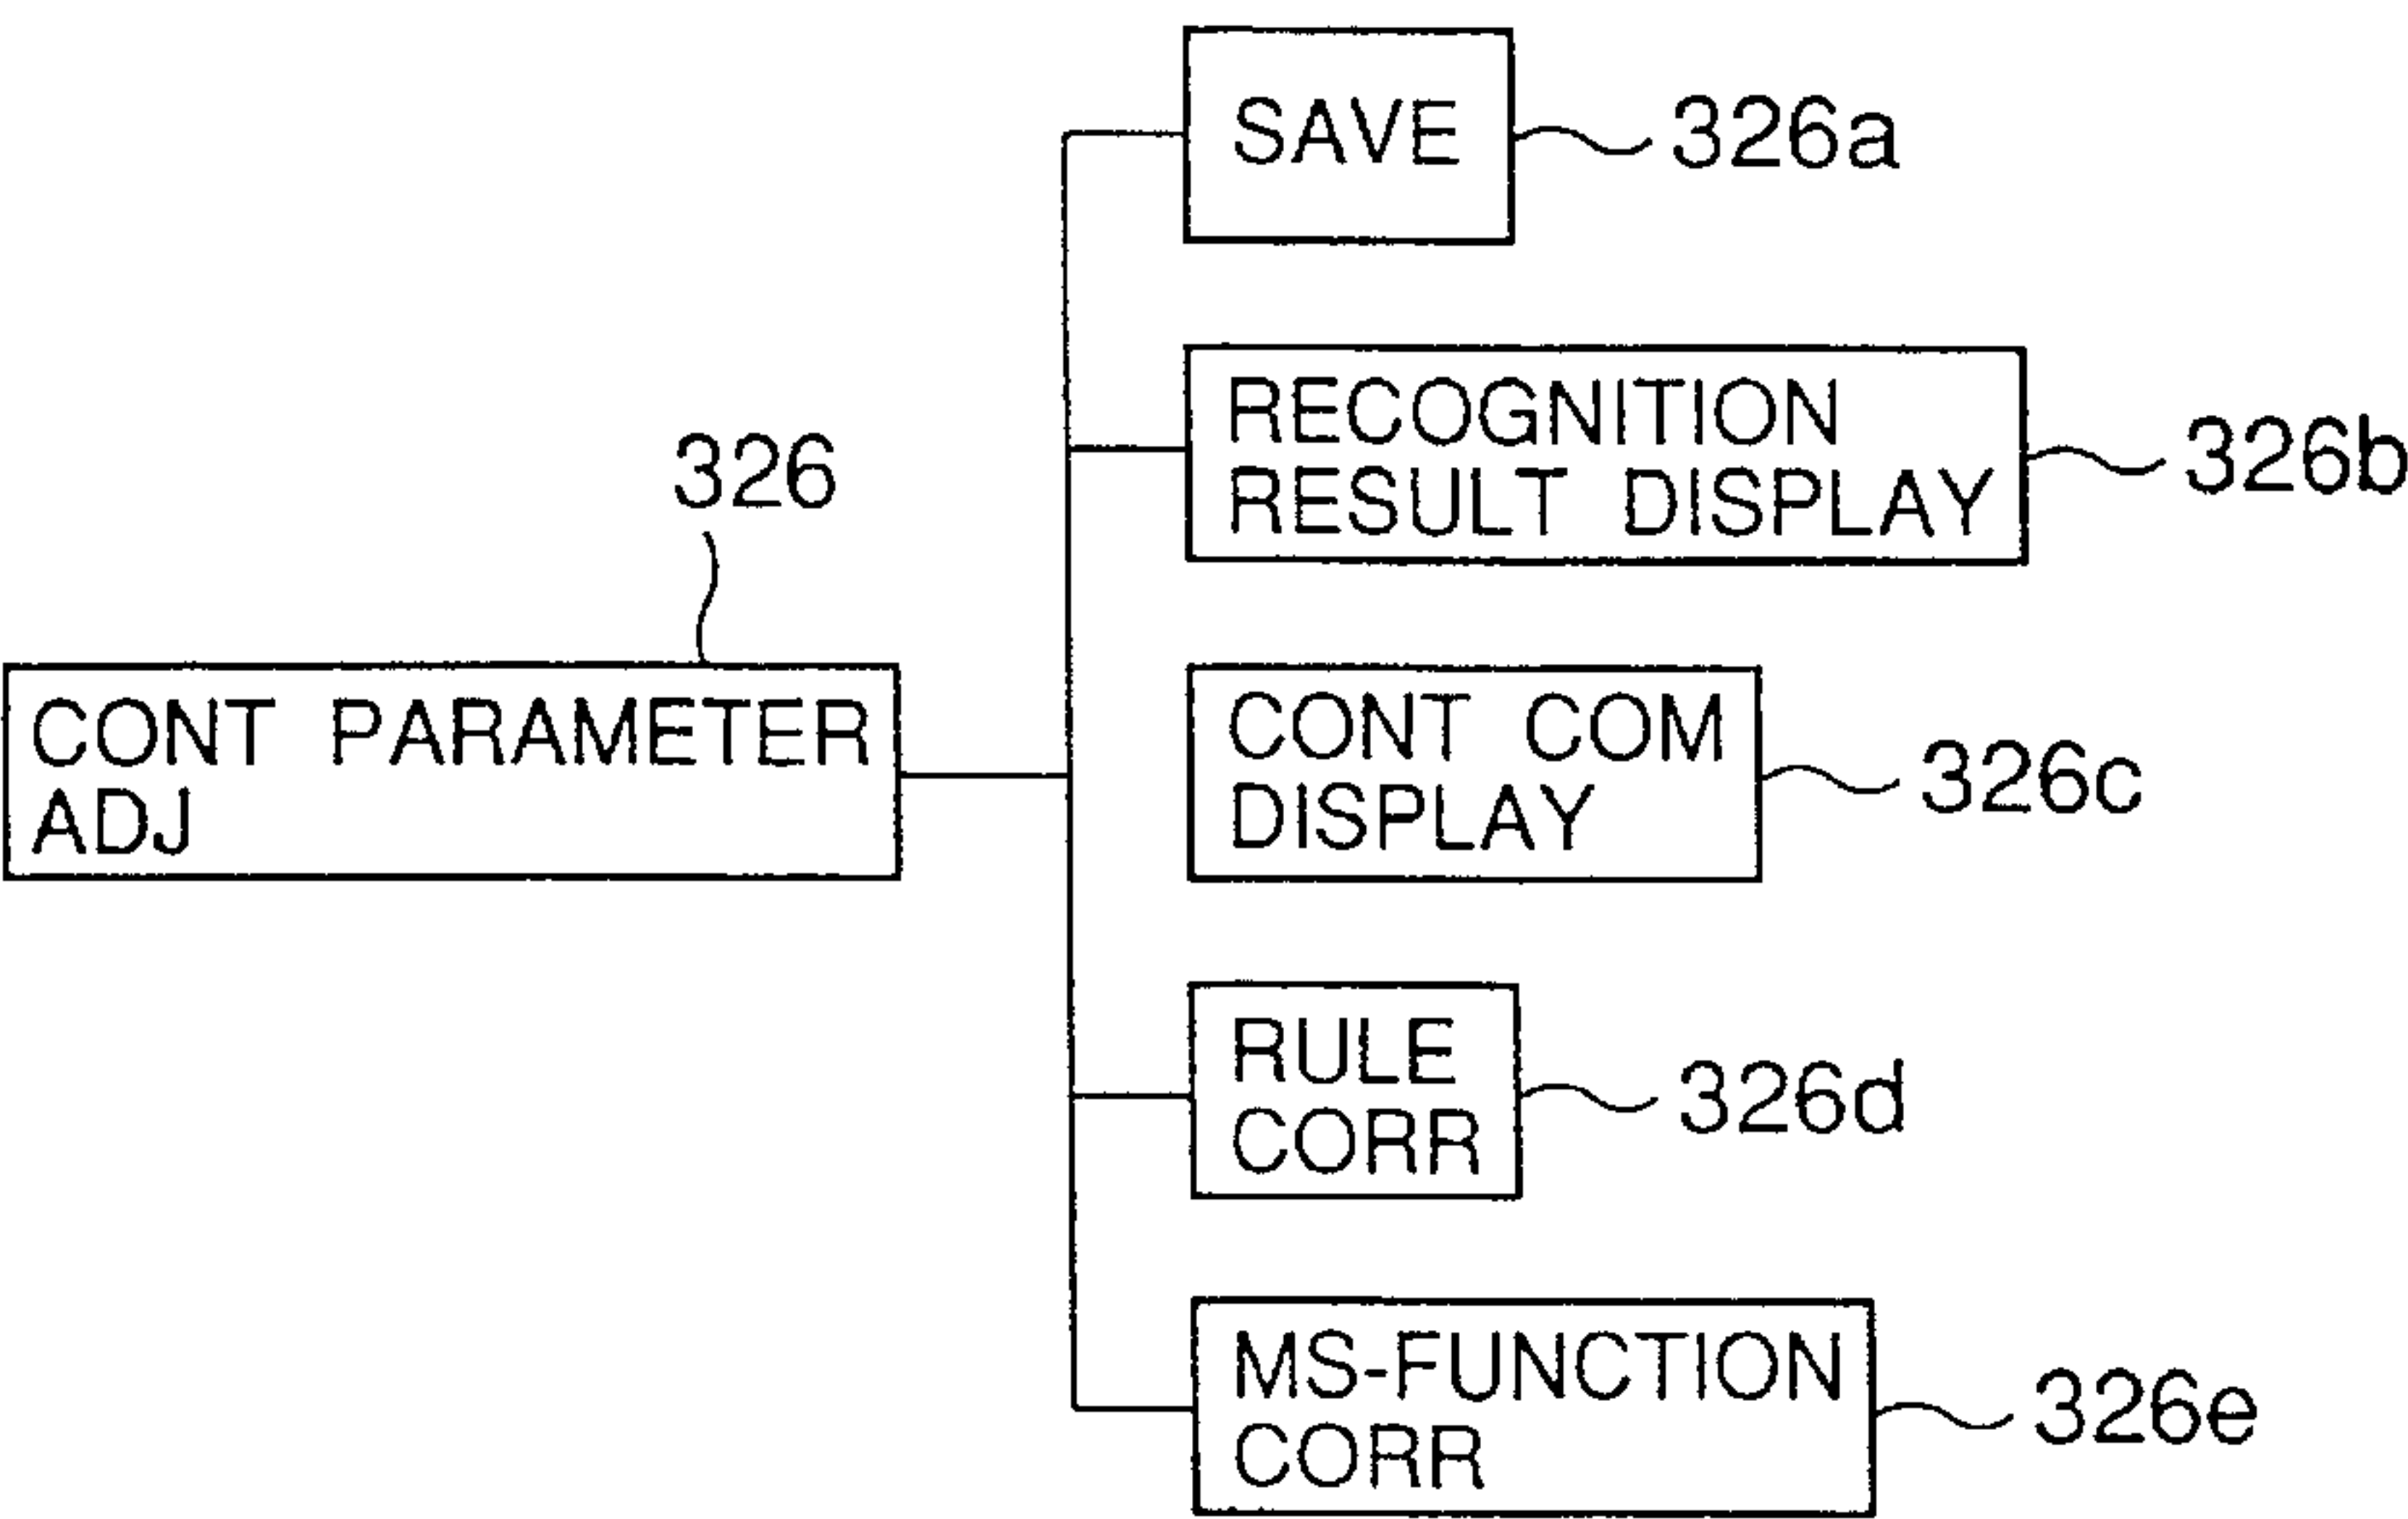 SAVE
326a
RECOGNITION
RESULT DISPLAY
326b
326
CONT PARAMETER
ADJ
CONT COM
DISPLAY
326c
RULE
CORR
326d
MS-FUNCTION
CORR
326e